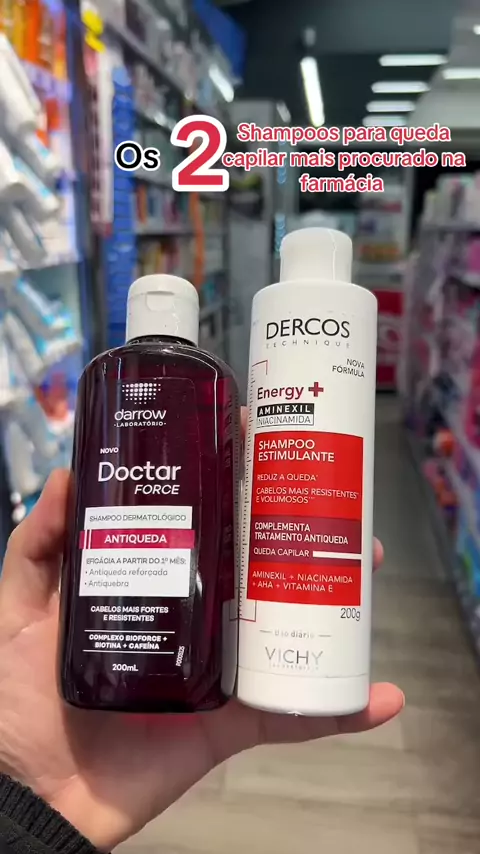 Os
2
Shampoos para queda
capilar mais procurado na
farmácia
darrow
LABORATÓRIO
NOVO
Doctar
FORCE
SHAMPOO DERMATOLÓGICO
ANTIQUEDA
EFICÁCIA A PARTIR DO 1º MÊS:
• Antiqueda reforçada
• Antiquebra
CABELOS MAIS FORTES
E RESISTENTES
COMPLEXO BIOFORCE +
BIOTINA + CAFEÍNA
200mL
DERCOS
TECHNIQUE
NOVA
FÓRMULA
Energy+
AMINEXIL
NIACINAMIDA
SHAMPOO
ESTIMULANTE
REDUZ A QUEDA
CABELOS MAIS RESISTENTES
E VOLUMOSOS
COMPLEMENTA
TRATAMENTO ANTIQUEDA
QUEDA CAPILAR
AMINEXIL + NIACINAMIDA
+ AHA + VITAMINA E
200g
Uso diário
VICHY
LABORATOIRES